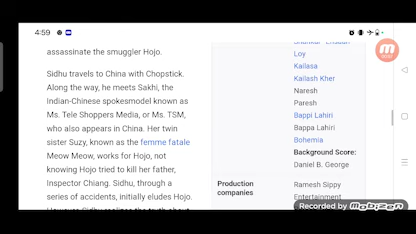 4:59
assassinate the smuggler Hojo.
Sidhu travels to China with Chopstick.
Along the way, he meets Sakhi, the
Indian-Chinese spokesmodel known as
Ms. Tele Shoppers Media, or Ms. TSM,
who also appears in China. Her twin
sister Suzy, known as the femme fatale
Meow Meow, works for Hojo, not
knowing Hojo tried to kill her father,
Inspector Chiang. Sidhu, through a
series of accidents, initially eludes Hojo.
Loy
Kailasa
Kailash Kher
Naresh
Paresh
Bappi Lahiri
Bappa Lahiri
Bohemia
Background Score:
Daniel B. George
Production
companies
Ramesh Sippy
Entertainment
Recorded by Mobizen